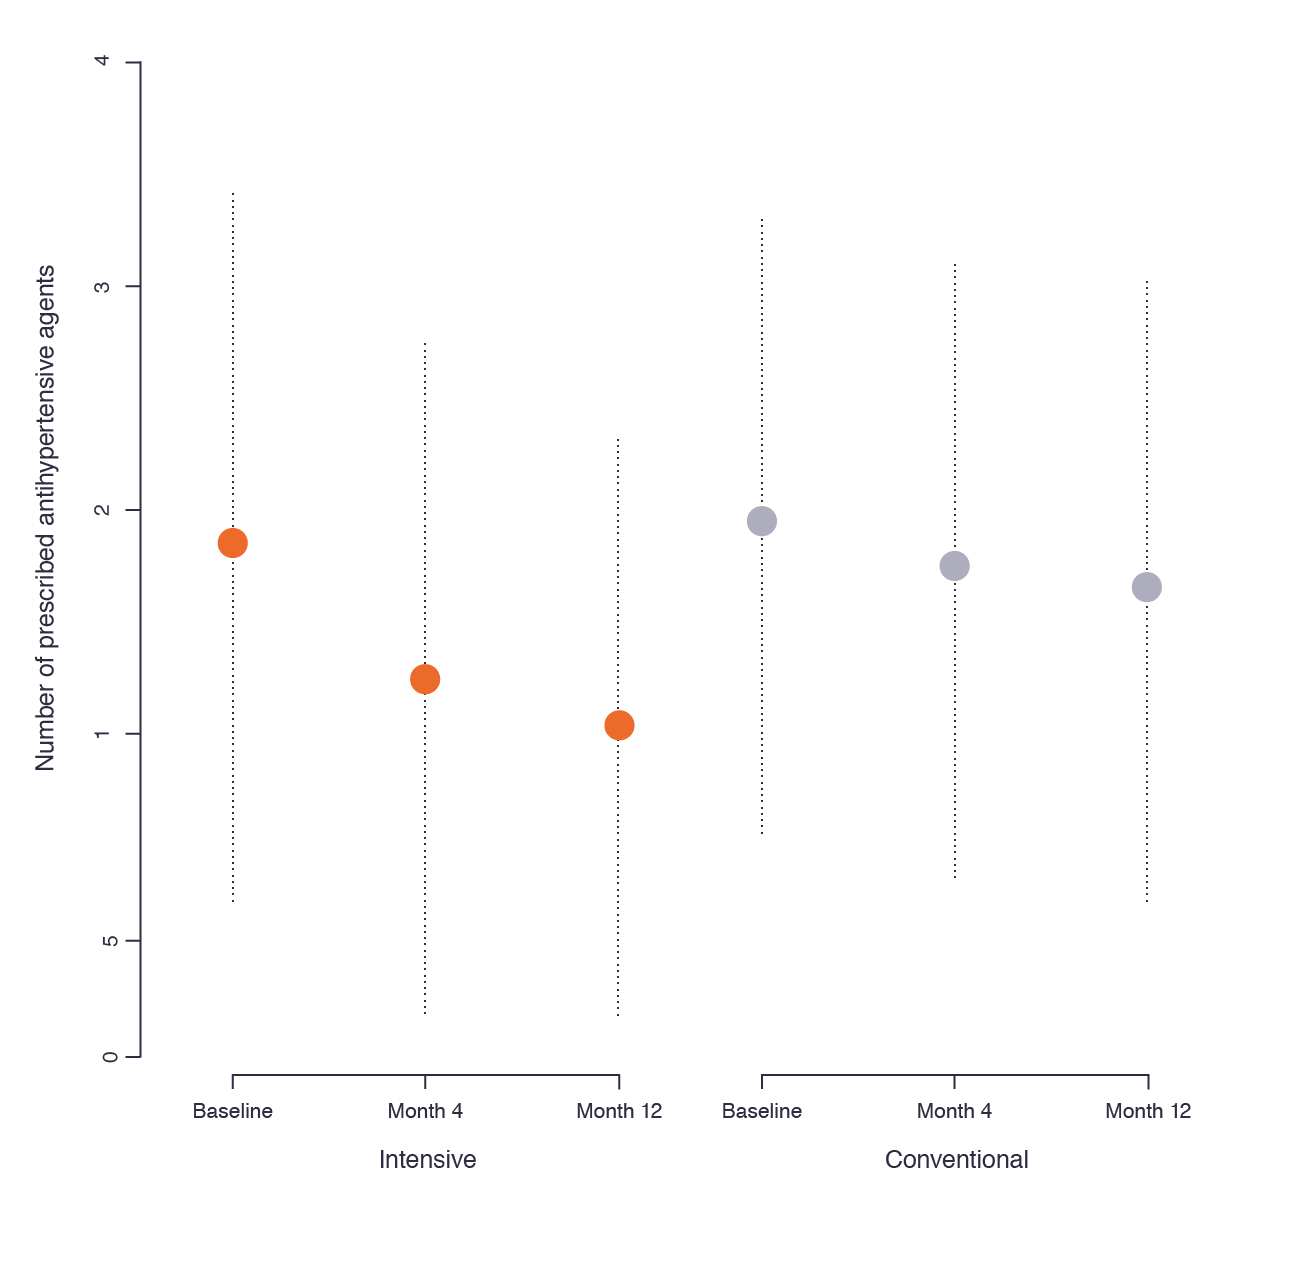 Number of prescribed antihypertensive agents
4
3
2
1
5
0
Baseline
Month 4
Month 12
Baseline
Month 4
Month 12
Intensive
Conventional